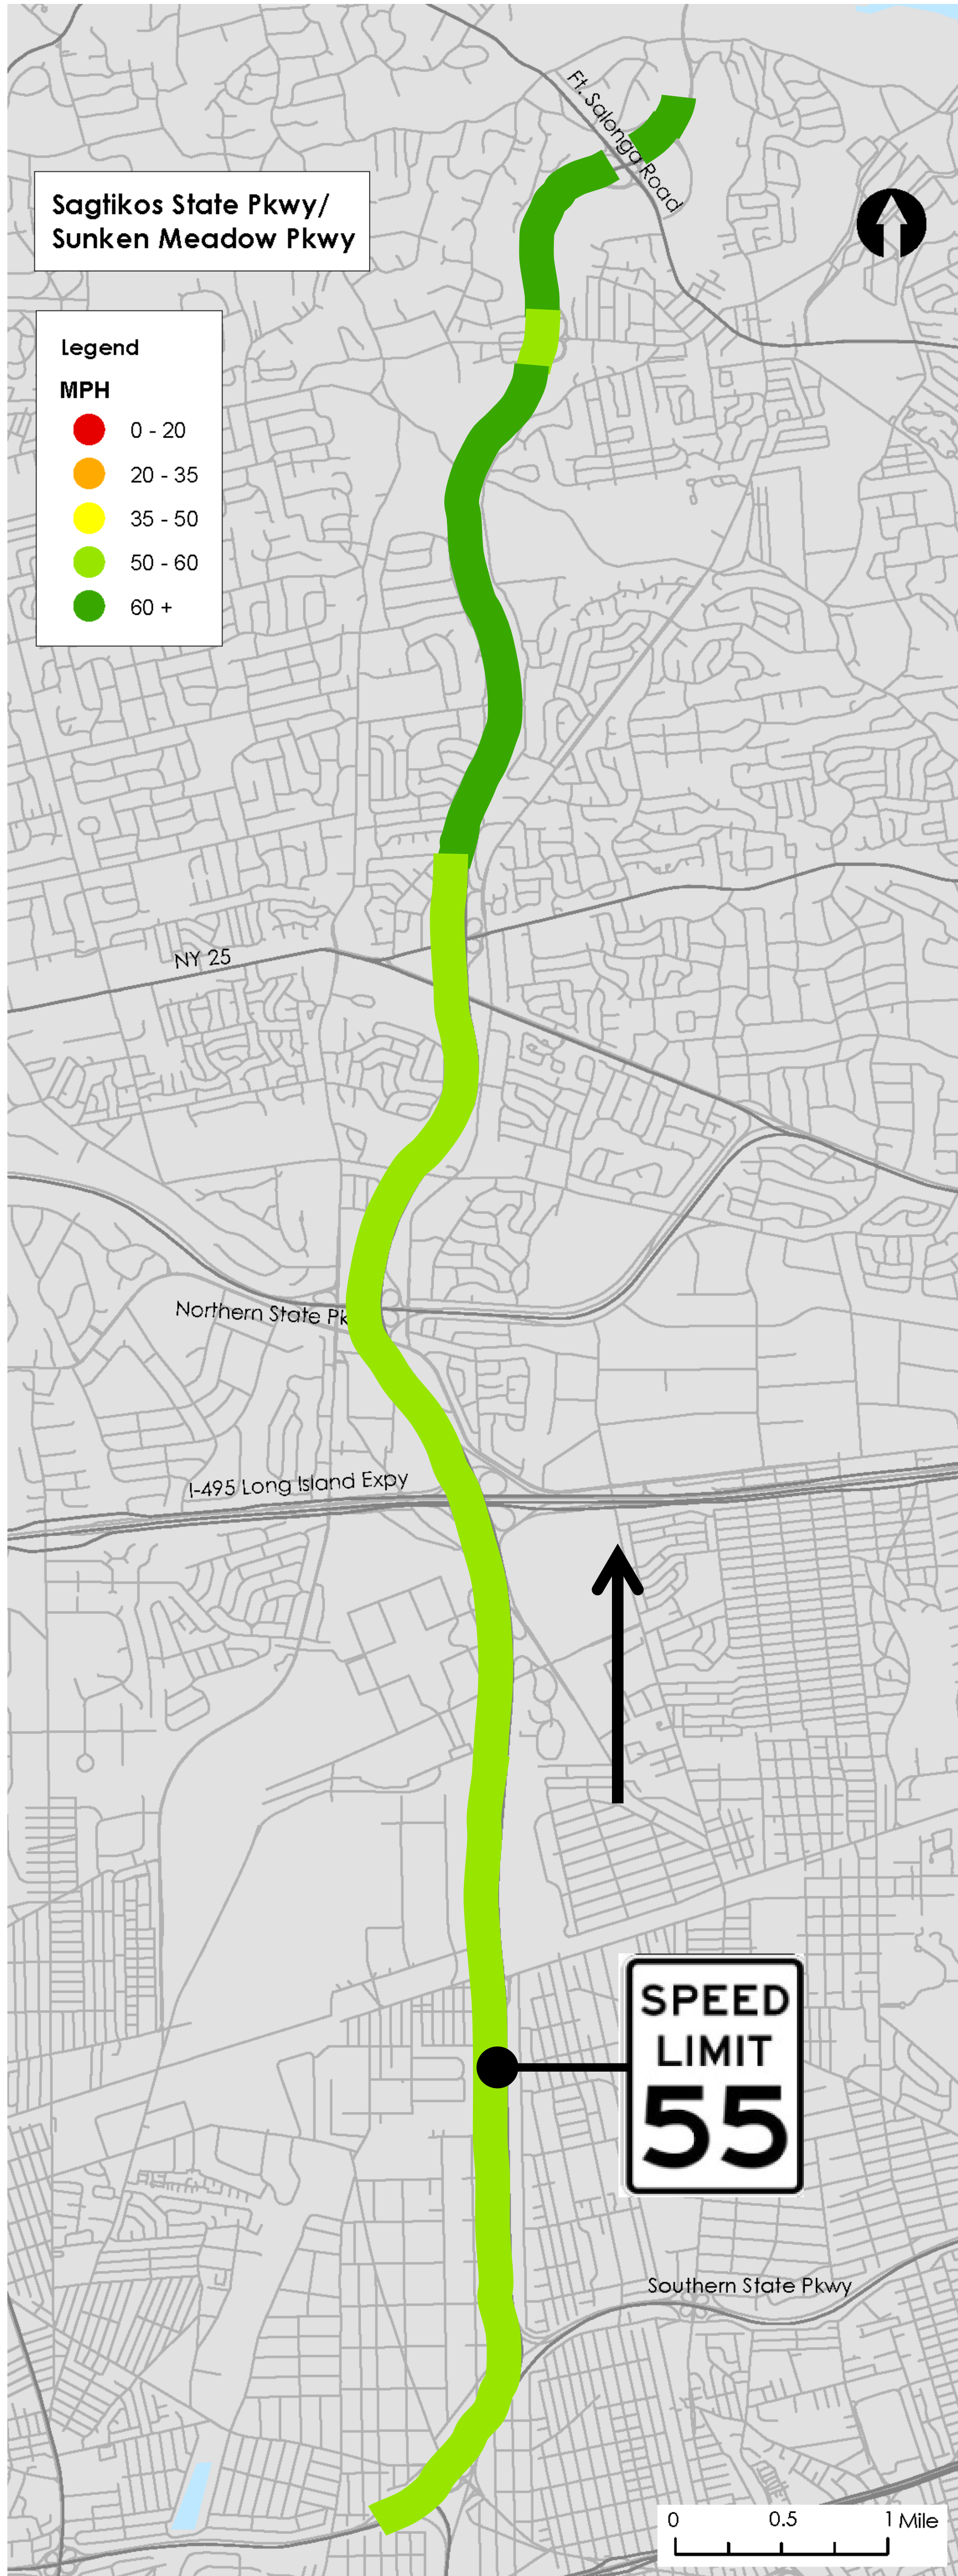 Ft. Salonga Road
Sagtikos State Pkwy/
Sunken Meadow Pkwy
Legend
MPH
0 - 20
20 - 35
35 - 50
50 - 60
60 +
NY 25
Northern State Pk
I-495 Long Island Expy
SPEED
LIMIT
55
Southern State Pkwy
0 0.5 1 Mile